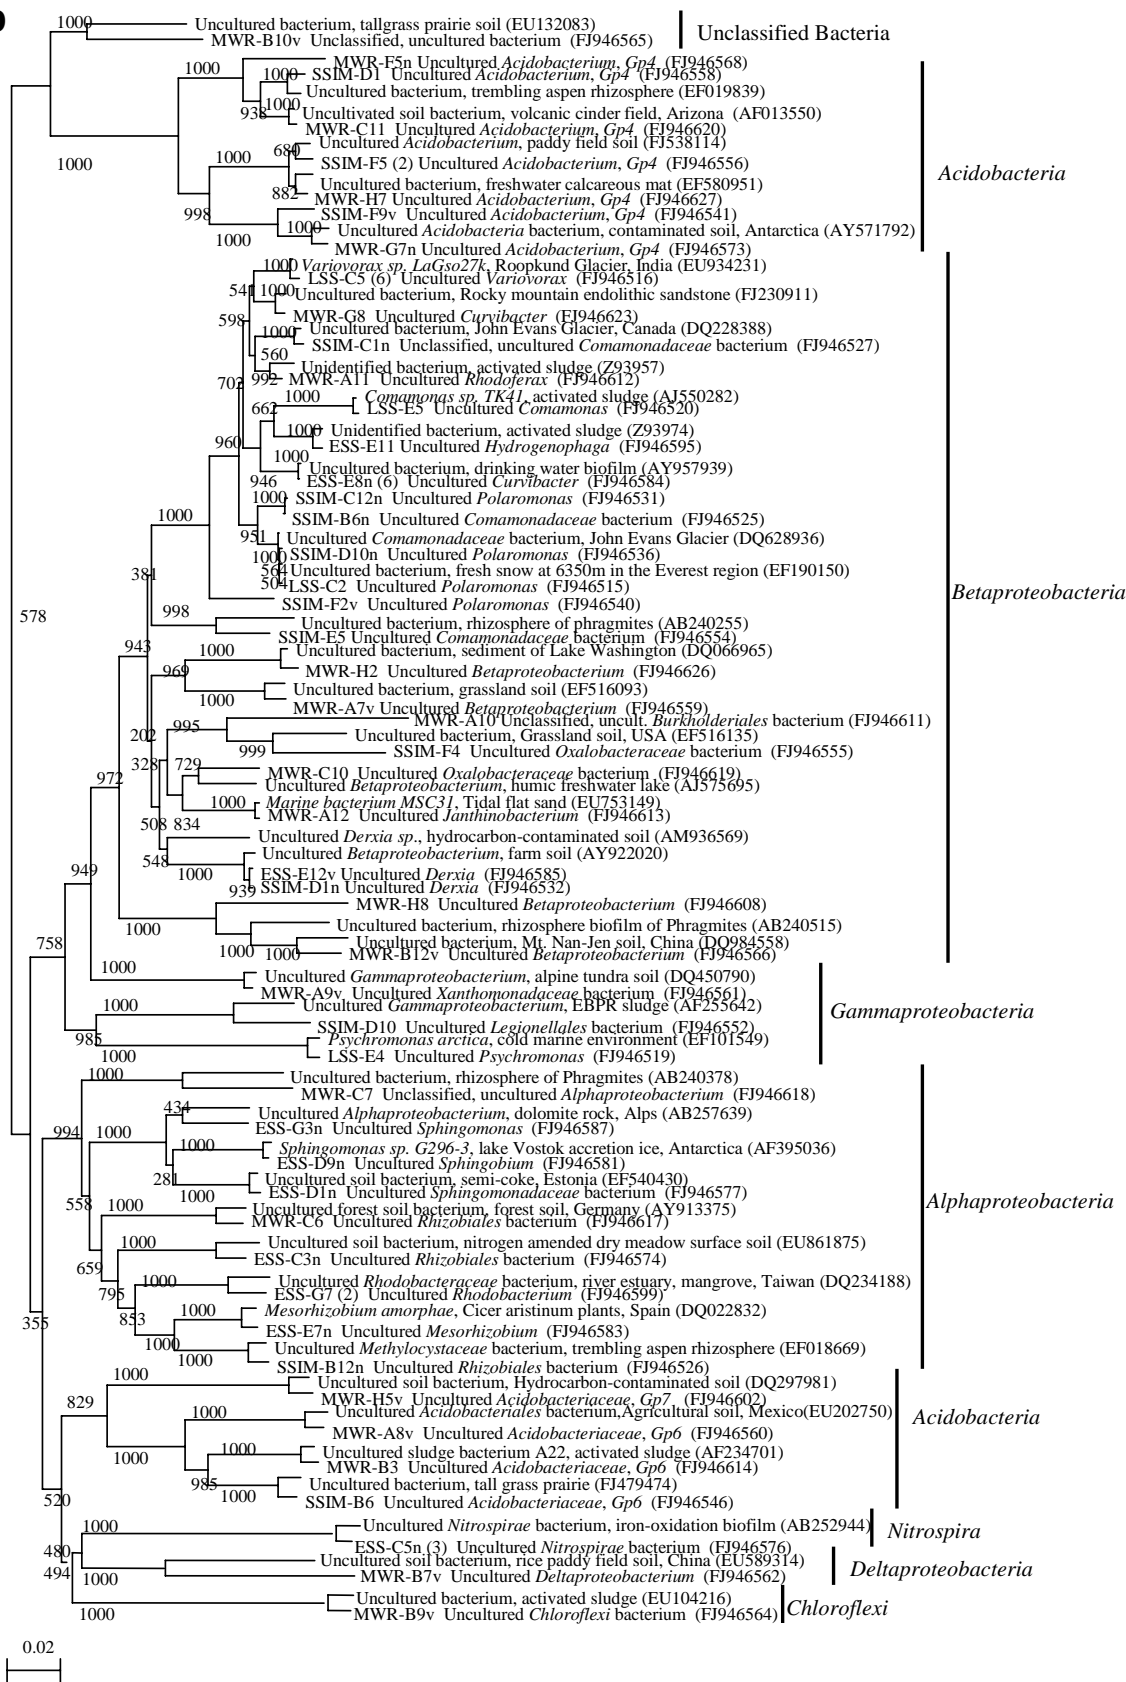 1000
Uncultured bacterium, tallgrass prairie soil (EU132083)
MWR-B10v Unclassified, uncultured bacterium (FJ946565)
Unclassified Bacteria
1000
MWR-F5n Uncultured Acidobacterium, Gp4 (FJ946568)
1000
SSIM-D1 Uncultured Acidobacterium, Gp4 (FJ946558)
Uncultured bacterium, trembling aspen rhizosphere (EF019839)
1000
938
Uncultivated soil bacterium, volcanic cinder field, Arizona (AF013550)
MWR-C11 Uncultured Acidobacterium, Gp4 (FJ946620)
Uncultured Acidobacterium, paddy field soil (FJ538114)
680
1000
SSIM-F5 (2) Uncultured Acidobacterium, Gp4 (FJ946556)
1000
Acidobacteria
Uncultured bacterium, freshwater calcareous mat (EF580951)
882
MWR-H7 Uncultured Acidobacterium, Gp4 (FJ946627)
998
SSIM-F9v Uncultured Acidobacterium, Gp4 (FJ946541)
1000
Uncultured Acidobacteria bacterium, contaminated soil, Antarctica (AY571792)
1000
MWR-G7n Uncultured Acidobacterium, Gp4 (FJ946573)
1000
Variovorax sp. LaGso27k, Roopkund Glacier, India (EU934231)
LSS-C5 (6) Uncultured Variovorax (FJ946516)
541
1000
Uncultured bacterium, Rocky mountain endolithic sandstone (FJ230911)
598
MWR-G8 Uncultured Curvibacter (FJ946623)
1000
Uncultured bacterium, John Evans Glacier, Canada (DQ228388)
SSIM-C1n Unclassified, uncultured Comamonadaceae bacterium (FJ946527)
560
Unidentified bacterium, activated sludge (Z93957)
702
992
MWR-A11 Uncultured Rhodoferax (FJ946612)
1000
Comamonas sp. TK41, activated sludge (AJ550282)
662
LSS-E5 Uncultured Comamonas (FJ946520)
1000
Unidentified bacterium, activated sludge (Z93974)
960
ESS-E11 Uncultured Hydrogenophaga (FJ946595)
1000
Uncultured bacterium, drinking water biofilm (AY957939)
946
ESS-E8n (6) Uncultured Curvibacter (FJ946584)
1000
SSIM-C12n Uncultured Polaromonas (FJ946531)
1000
SSIM-B6n Uncultured Comamonadaceae bacterium (FJ946525)
951
Uncultured Comamonadaceae bacterium, John Evans Glacier (DQ628936)
1000
SSIM-D10n Uncultured Polaromonas (FJ946536)
381
564
Uncultured bacterium, fresh snow at 6350m in the Everest region (EF190150)
504
LSS-C2 Uncultured Polaromonas (FJ946515)
Betaproteobacteria
SSIM-F2v Uncultured Polaromonas (FJ946540)
578
998
Uncultured bacterium, rhizosphere of phragmites (AB240255)
SSIM-E5 Uncultured Comamonadaceae bacterium (FJ946554)
943
1000
Uncultured bacterium, sediment of Lake Washington (DQ066965)
969
MWR-H2 Uncultured Betaproteobacterium (FJ946626)
Uncultured bacterium, grassland soil (EF516093)
1000
MWR-A7v Uncultured Betaproteobacterium (FJ946559)
995
MWR-A10 Unclassified, uncult. Burkholderiales bacterium (FJ946611)
202
Uncultured bacterium, Grassland soil, USA (EF516135)
999
SSIM-F4 Uncultured Oxalobacteraceae bacterium (FJ946555)
328
729
MWR-C10 Uncultured Oxalobacteraceae bacterium (FJ946619)
972
Uncultured Betaproteobacterium, humic freshwater lake (AJ575695)
1000
Marine bacterium MSC31, Tidal flat sand (EU753149)
MWR-A12 Uncultured Janthinobacterium (FJ946613)
508
834
Uncultured Derxia sp., hydrocarbon-contaminated soil (AM936569)
548
Uncultured Betaproteobacterium, farm soil (AY922020)
949
1000
ESS-E12v Uncultured Derxia (FJ946585)
939
SSIM-D1n Uncultured Derxia (FJ946532)
MWR-H8 Uncultured Betaproteobacterium (FJ946608)
1000
Uncultured bacterium, rhizosphere biofilm of Phragmites (AB240515)
758
1000
Uncultured bacterium, Mt. Nan-Jen soil, China (DQ984558)
1000
MWR-B12v Uncultured Betaproteobacterium (FJ946566)
1000
Uncultured Gammaproteobacterium, alpine tundra soil (DQ450790)
MWR-A9v Uncultured Xanthomonadaceae bacterium (FJ946561)
1000
Uncultured Gammaproteobacterium, EBPR sludge (AF255642)
Gammaproteobacteria
SSIM-D10 Uncultured Legionellales bacterium (FJ946552)
985
Psychromonas arctica, cold marine environment (EF101549)
1000
LSS-E4 Uncultured Psychromonas (FJ946519)
1000
Uncultured bacterium, rhizosphere of Phragmites (AB240378)
MWR-C7 Unclassified, uncultured Alphaproteobacterium (FJ946618)
434
Uncultured Alphaproteobacterium, dolomite rock, Alps (AB257639)
994
1000
ESS-G3n Uncultured Sphingomonas (FJ946587)
1000
Sphingomonas sp. G296-3, lake Vostok accretion ice, Antarctica (AF395036)
ESS-D9n Uncultured Sphingobium (FJ946581)
281
Uncultured soil bacterium, semi-coke, Estonia (EF540430)
1000
ESS-D1n Uncultured Sphingomonadaceae bacterium (FJ946577)
558
1000
Uncultured forest soil bacterium, forest soil, Germany (AY913375)
Alphaproteobacteria
MWR-C6 Uncultured Rhizobiales bacterium (FJ946617)
1000
Uncultured soil bacterium, nitrogen amended dry meadow surface soil (EU861875)
ESS-C3n Uncultured Rhizobiales bacterium (FJ946574)
659
1000
Uncultured Rhodobacteraceae bacterium, river estuary, mangrove, Taiwan (DQ234188)
795
ESS-G7 (2) Uncultured Rhodobacterium (FJ946599)
1000
Mesorhizobium amorphae, Cicer aristinum plants, Spain (DQ022832)
355
853
ESS-E7n Uncultured Mesorhizobium (FJ946583)
1000
Uncultured Methylocystaceae bacterium, trembling aspen rhizosphere (EF018669)
1000
SSIM-B12n Uncultured Rhizobiales bacterium (FJ946526)
1000
Uncultured soil bacterium, Hydrocarbon-contaminated soil (DQ297981)
829
MWR-H5v Uncultured Acidobacteriaceae, Gp7 (FJ946602)
1000
Uncultured Acidobacteriales bacterium,Agricultural soil, Mexico(EU202750)
Acidobacteria
MWR-A8v Uncultured Acidobacteriaceae, Gp6 (FJ946560)
1000
1000
Uncultured sludge bacterium A22, activated sludge (AF234701)
MWR-B3 Uncultured Acidobacteriaceae, Gp6 (FJ946614)
985
Uncultured bacterium, tall grass prairie (FJ479474)
520
1000
SSIM-B6 Uncultured Acidobacteriaceae, Gp6 (FJ946546)
1000
Uncultured Nitrospirae bacterium, iron-oxidation biofilm (AB252944)
Nitrospira
480
ESS-C5n (3) Uncultured Nitrospirae bacterium (FJ946576)
Uncultured soil bacterium, rice paddy field soil, China (EU589314)
494
1000
MWR-B7v Uncultured Deltaproteobacterium (FJ946562)
Deltaproteobacteria
Uncultured bacterium, activated sludge (EU104216)
1000
MWR-B9v Uncultured Chloroflexi bacterium (FJ946564)
Chloroflexi
0.02